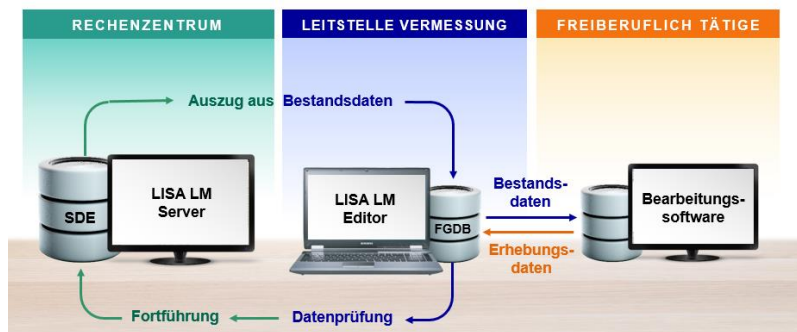 RECHENZENTRUM
LEITSTELLE VERMESSUNG
FREIBERUFLICH TÄTIGE
Auszug aus Bestandsdaten
SDE
LISA LM
Server
LISA LM
Editor
FGDB
Bestands-
daten
Erhebungs-
daten
Bearbeitungs-
software
Fortführung
Datenprüfung